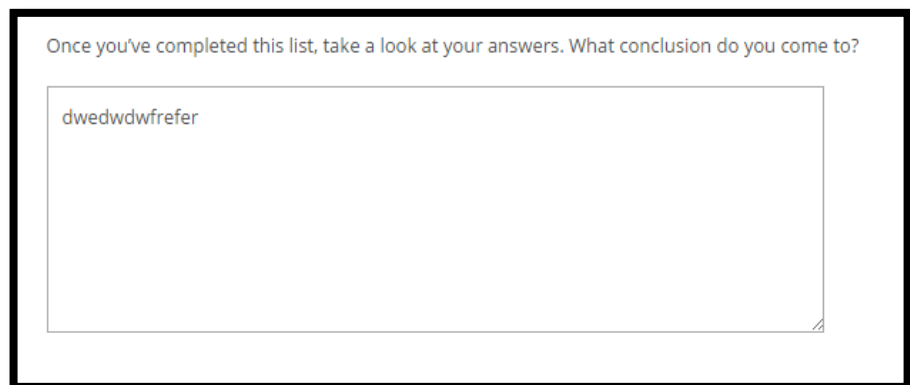 Once you’ve completed this list, take a look at your answers. What conclusion do you come to?
dwedwdwfrefer